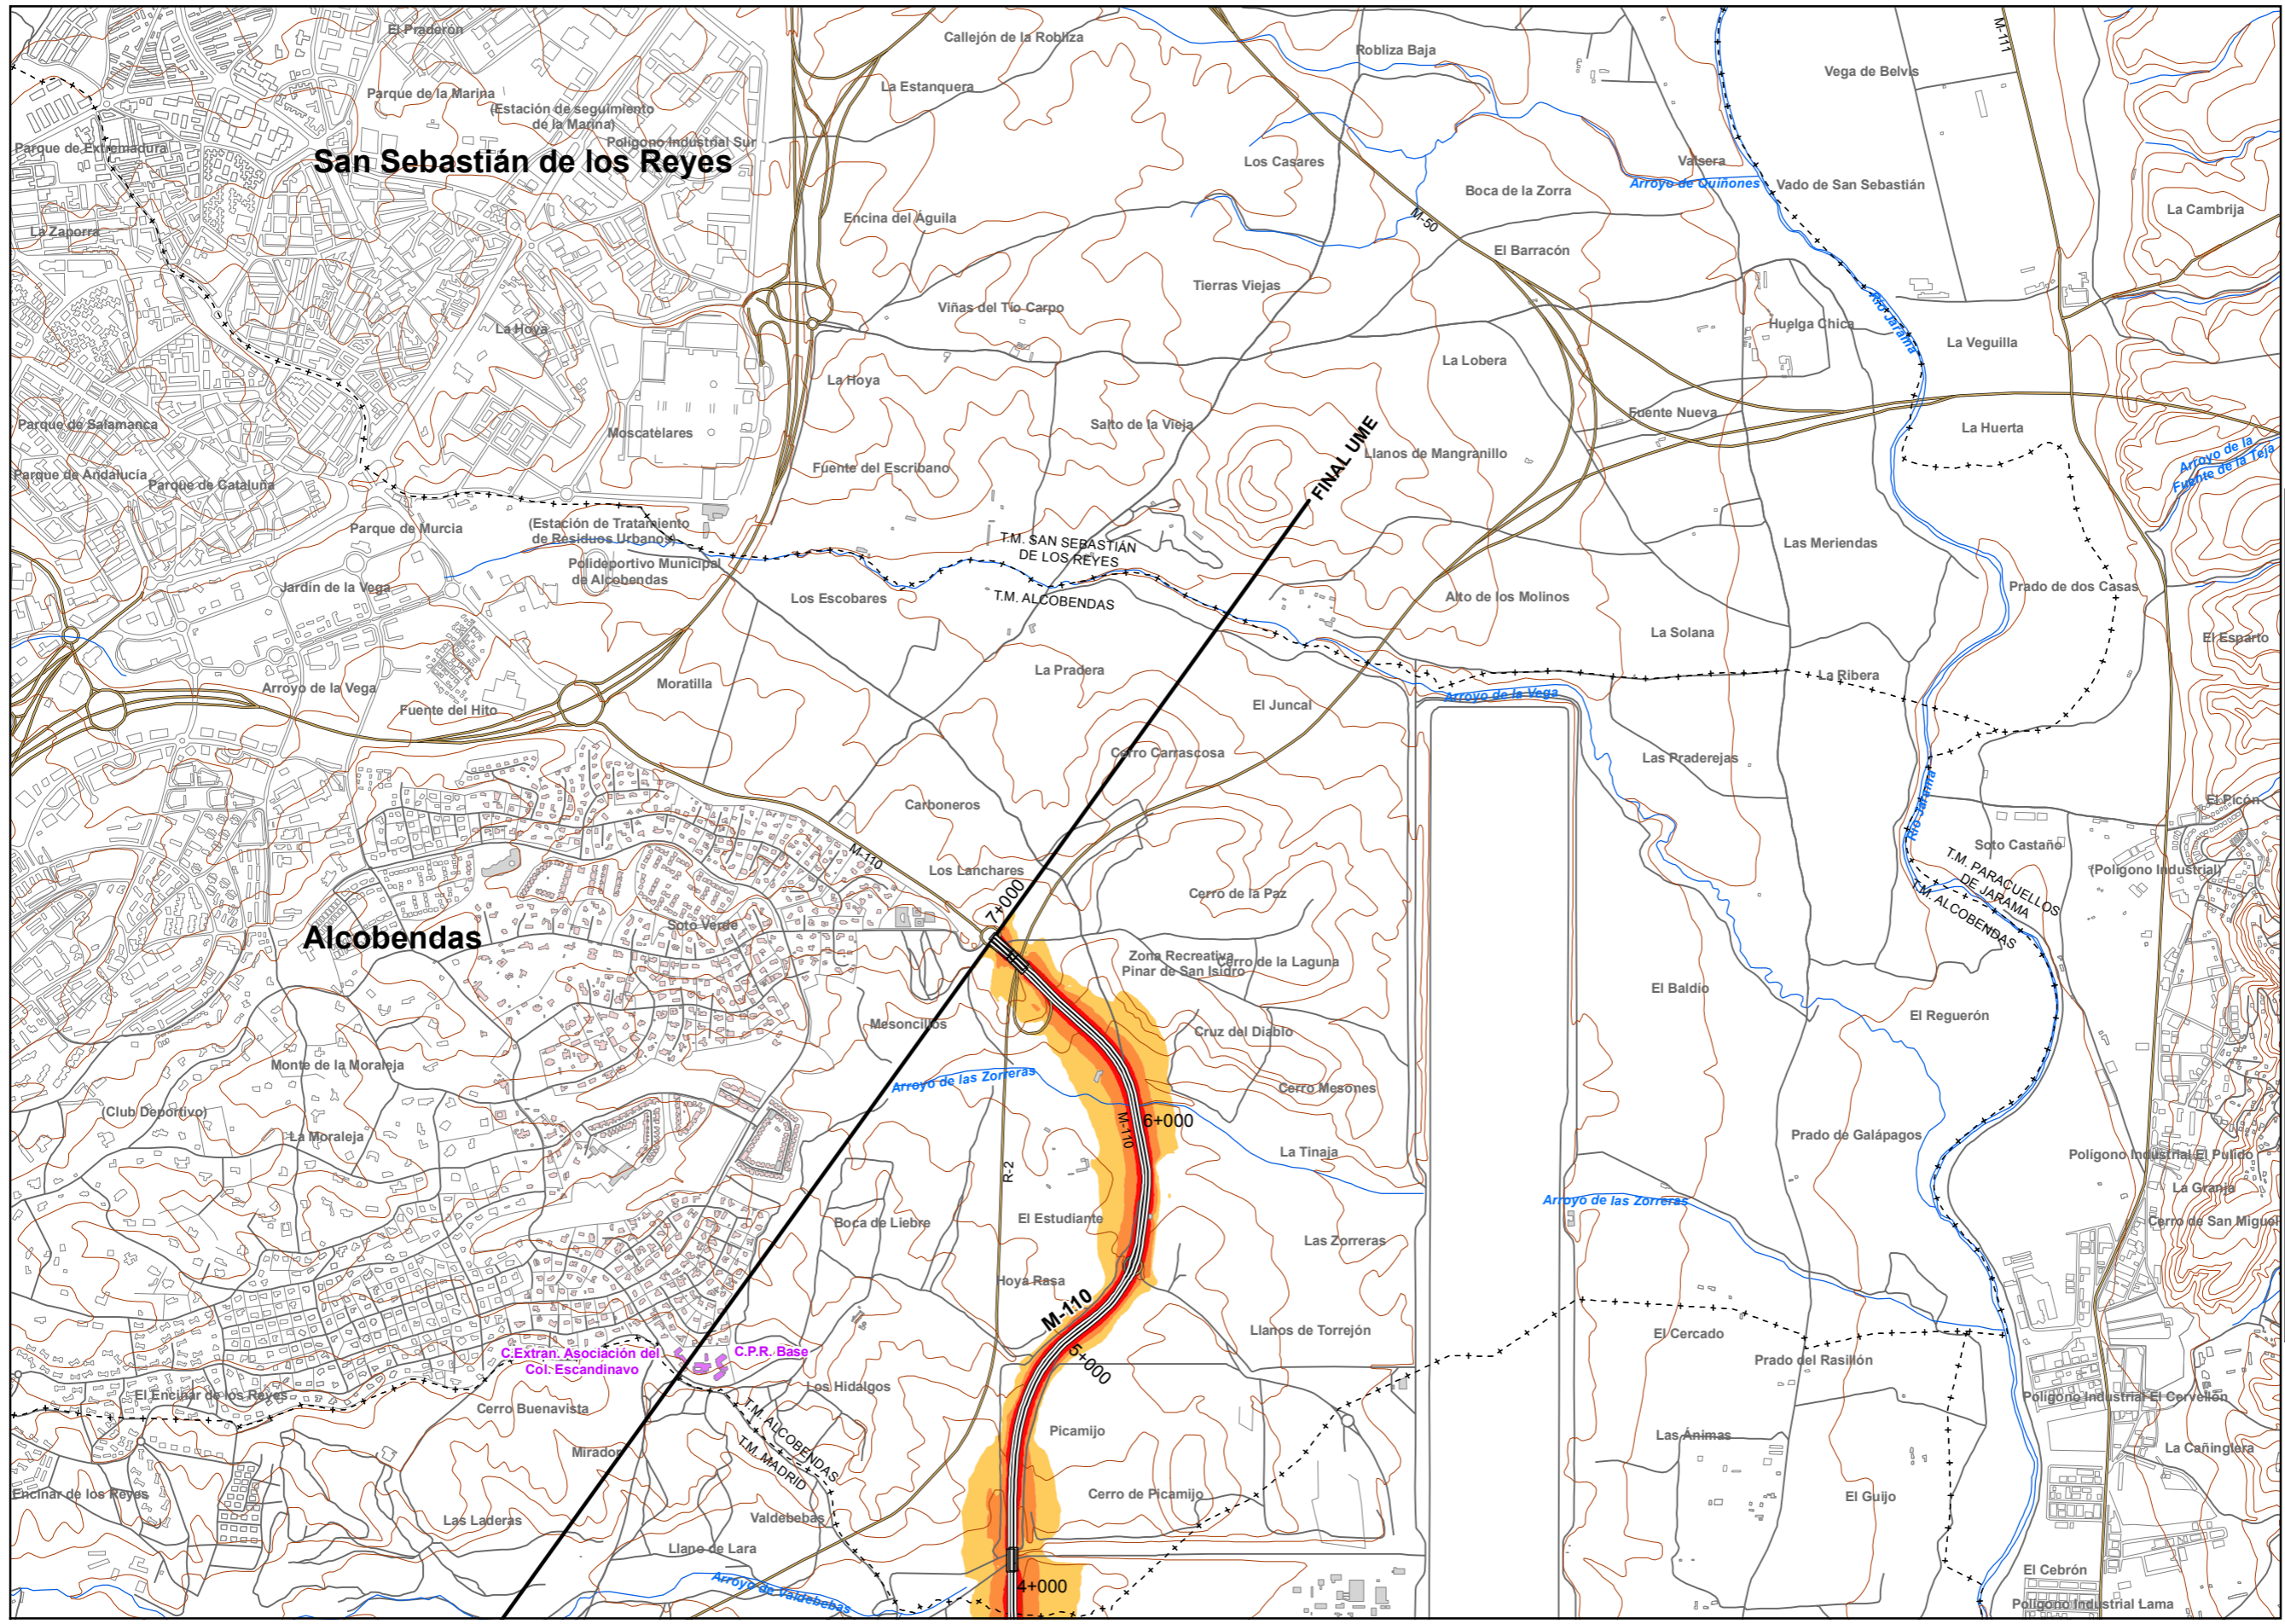 El Praderón
Callejón de la Robliza
Robliza Baja
M-111
Vega de Belvis
Parque de la Marina
La Estanquera
(Estación de seguimiento
de la Marina)
Polígono Industrial Sur
Parque de Extremadura
San Sebastián de los Reyes
Los Casares
Valsera
Boca de la Zorra
Arroyo de Quiñones
Vado de San Sebastián
La Cambrija
Encina del Águila
M-50
La Zaporra
El Barracón
Tierras Viejas
Viñas del Tío Carpo
Río Jarama
La Hoya
Huelga Chica
La Veguilla
La Lobera
La Hoya
Fuente Nueva
Parque de Salamanca
Moscatelares
Salto de la Vieja
FINAL UME
La Huerta
Llanos de Mangranillo
Arroyo de la
Fuente de la Teja
Parque de Andalucía
Parque de Cataluña
Fuente del Escribano
Parque de Murcia
(Estación de Tratamiento
de Residuos Urbanos)
T.M. SAN SEBASTIÁN
DE LOS REYES
Las Meriendas
Polideportivo Municipal
de Alcobendas
Jardín de la Vega
Los Escobares
T.M. ALCOBENDAS
Alto de los Molinos
Prado de dos Casas
La Solana
El Esparto
La Pradera
La Ribera
Arroyo de la Vega
Moratilla
Arroyo de la Vega
Fuente del Hito
El Juncal
Cerro Carrascosa
Las Praderejas
Río Jarama
Carboneros
El Picón
M-110
Soto Castaño
Los Lanchares
T.M. PARACUELLOS
DE JARAMA
T.M. ALCOBENDAS
(Polígono Industrial)
7+000
Cerro de la Paz
Soto Verde
Alcobendas
Zona Recreativa
Pinar de San Isidro
Cerro de la Laguna
El Baldío
Mesoncillos
Cruz del Diablo
El Reguerón
Monte de la Moraleja
Arroyo de las Zorreras
Cerro Mesones
(Club Deportivo)
M-110
6+000
La Moraleja
Prado de Galápagos
La Tinaja
Polígono Industrial El Pulido
R-2
La Granja
Arroyo de las Zorreras
Boca de Liebre
El Estudiante
Cerro de San Miguel
Las Zorreras
Hoya Rasa
M-110
Llanos de Torrejón
El Cercado
C.Extran. Asociación del
Col. Escandinavo
C.P.R. Base
5+000
Prado del Rasillón
Los Hidalgos
El Encinar de los Reyes
Polígono Industrial El Cervellón
Cerro Buenavista
T.M. ALCOBENDAS
T.M. MADRID
Picamijo
Las Ánimas
Mirador
La Cañinglera
Encinar de los Reyes
Cerro de Picamijo
El Guijo
Las Laderas
Valdebebas
Llano de Lara
El Cebrón
Arroyo de Valdebebas
4+000
Polígono Industrial Lama